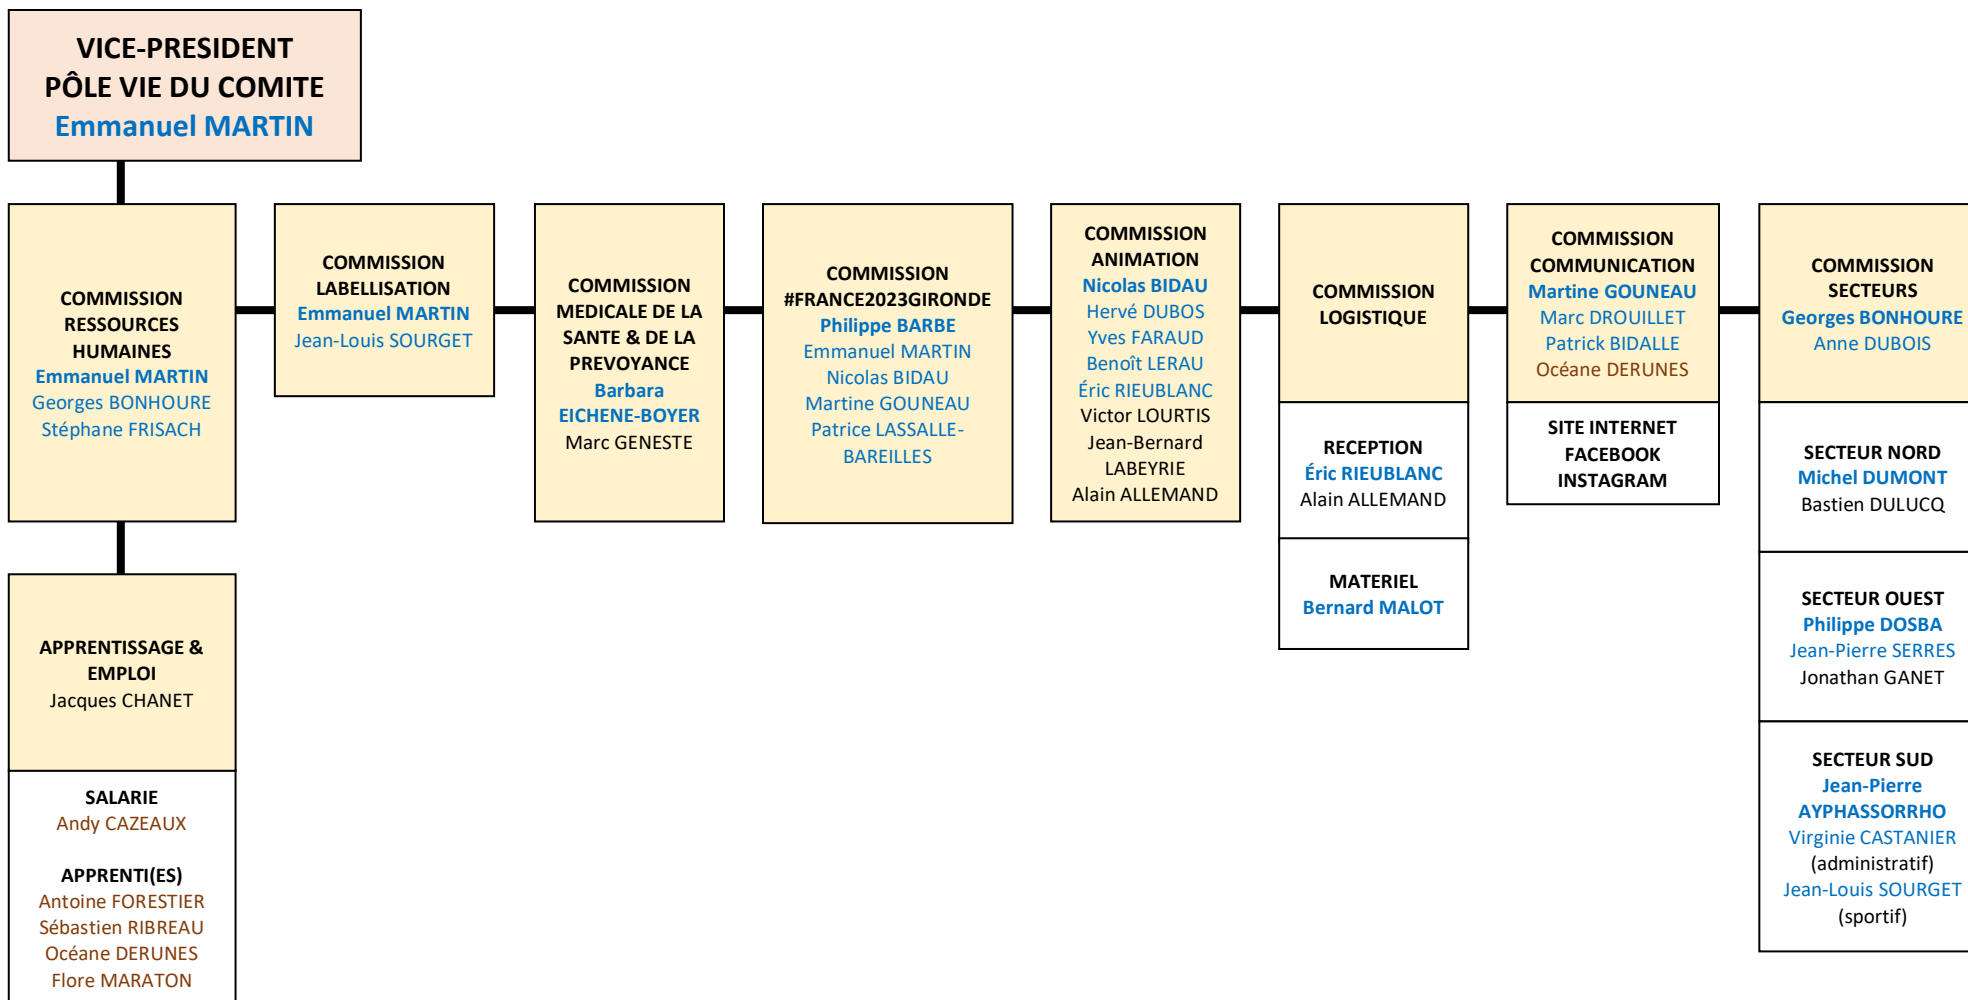 VICE-PRESIDENT
PÔLE VIE DU COMITE
Emmanuel MARTIN
COMMISSION
RESSOURCES
HUMAINES
Emmanuel MARTIN
Georges BONHOURE
Stéphane FRISACH
APPRENTISSAGE &
EMPLOI
Jacques CHANET
SALARIE
Andy CAZEAUX
APPRENTI(ES)
Antoine FORESTIER
Sébastien RIBREAU
Océane DERUNES
Flore MARATON
COMMISSION
LABELLISATION
Emmanuel MARTIN
Jean-Louis SOURGET
COMMISSION
MEDICALE DE LA
SANTE & DE LA
PREVOYANCE
Barbara
EICHENE-BOYER
Marc GENESTE
COMMISSION
#FRANCE2023GIRONDE
Philippe BARBE
Emmanuel MARTIN
Nicolas BIDAU
Martine GOUNEAU
Patrice LASSALLE-
BAREILLES
COMMISSION
ANIMATION
Nicolas BIDAU
Hervé DUBOS
Yves FARAUD
Benoît LERAU
Éric RIEUBLANC
Victor LOURTIS
Jean-Bernard
LABEYRIE
Alain ALLEMAND
COMMISSION
LOGISTIQUE
RECEPTION
Éric RIEUBLANC
Alain ALLEMAND
MATERIEL
Bernard MALOT
COMMISSION
COMMUNICATION
Martine GOUNEAU
Marc DROUILLET
Patrick BIDALLE
Océane DERUNES
SITE INTERNET
FACEBOOK
INSTAGRAM
COMMISSION
SECTEURS
Georges BONHOURE
Anne DUBOIS
SECTEUR NORD
Michel DUMONT
Bastien DULUCQ
SECTEUR OUEST
Philippe DOSBA
Jean-Pierre SERRES
Jonathan GANET
SECTEUR SUD
Jean-Pierre
AYPHASSORRHO
Virginie CASTANIER
(administratif)
Jean-Louis SOURGET
(sportif)